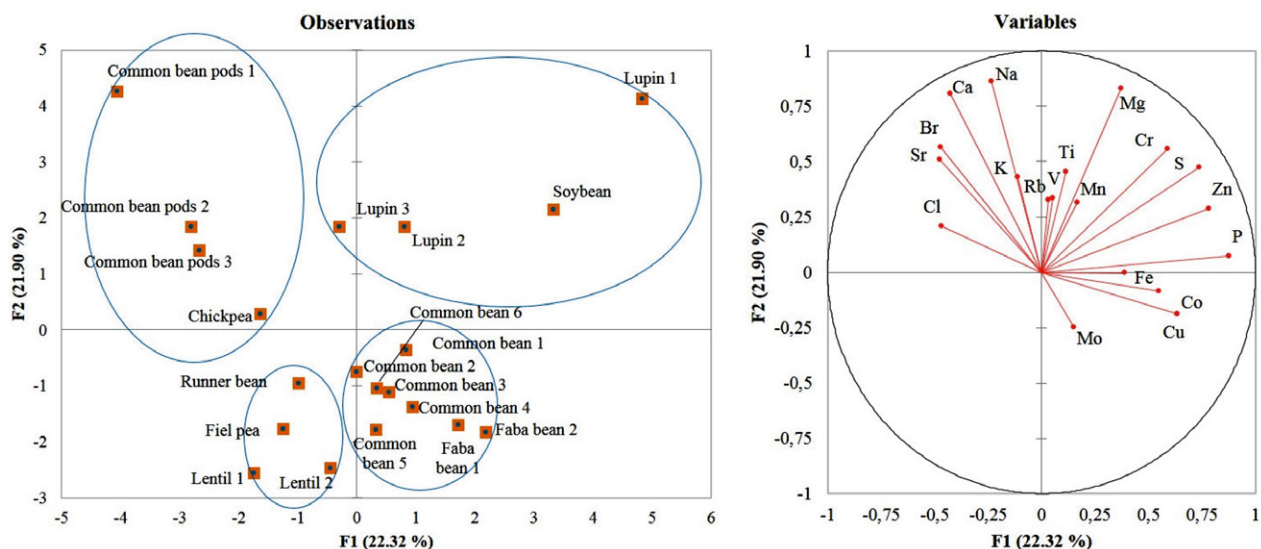 Observations
5
4
3
2
1
0
-1
-2
-3
F2 (21.90 %)
Common bean pods 1
Lupin 1
Soybean
Common bean pods 2
Lupin 3
Lupin 2
Common bean pods 3
Chickpea
Common bean 6
Common bean 1
Common bean 2
Runner bean
Common bean 3
Common bean 4
Fiel pea
Common
bean 5
Faba
bean 1
Faba bean 2
Lentil 1
Lentil 2
-5 -4 -3 -2 -1 0 1 2 3 4 5 6
F1 (22.32 %)
Variables
1
0,75
0,5
0,25
0
-0,25
-0,5
-0,75
-1
F2 (21.90 %)
Na
Ca
Mg
Br
Cr
Sr
Ti
S
K
V
Rb
Mn
Zn
Cl
P
Fe
Co
Cu
Mo
-1 -0,75 -0,5 -0,25 0 0,25 0,5 0,75 1
F1 (22.32 %)